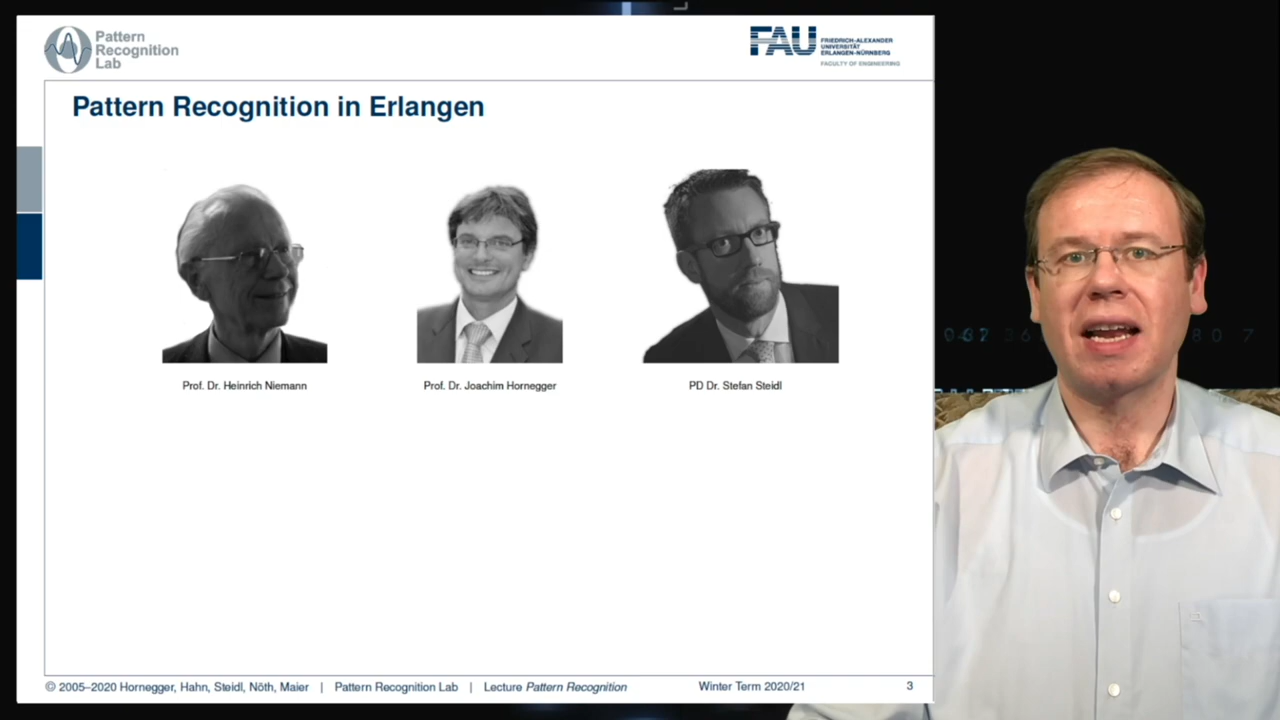 Pattern
Recognition
Lab
FAU
FRIEDRICH-ALEXANDER
UNIVERSITÄT
ERLANGEN-NÜRNBERG
FACULTY OF ENGINEERING
Pattern Recognition in Erlangen
Prof. Dr. Heinrich Niemann
Prof. Dr. Joachim Hornegger
PD Dr. Stefan Steidl
© 2005–2020 Hornegger, Hahn, Steidl, Nöth, Maier | Pattern Recognition Lab | Lecture Pattern Recognition Winter Term 2020/21 3